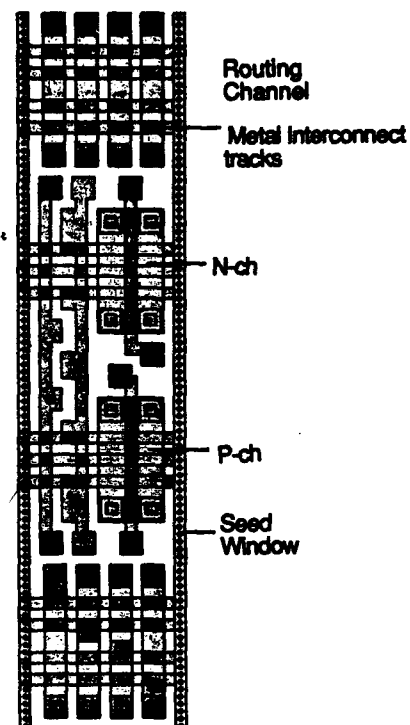 Routing
Channel
Metal Interconnect
tracks
N-ch
P-ch
Seed
Window